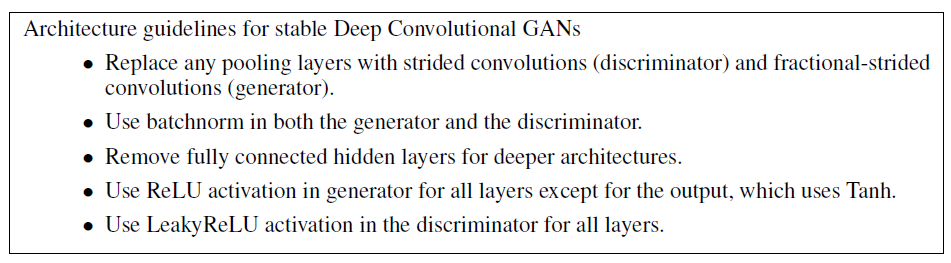 Architecture guidelines for stable Deep Convolutional GANs
• Replace any pooling layers with strided convolutions (discriminator) and fractional-strided
convolutions (generator).
• Use batchnorm in both the generator and the discriminator.
• Remove fully connected hidden layers for deeper architectures.
• Use ReLU activation in generator for all layers except for the output, which uses Tanh.
• Use LeakyReLU activation in the discriminator for all layers.